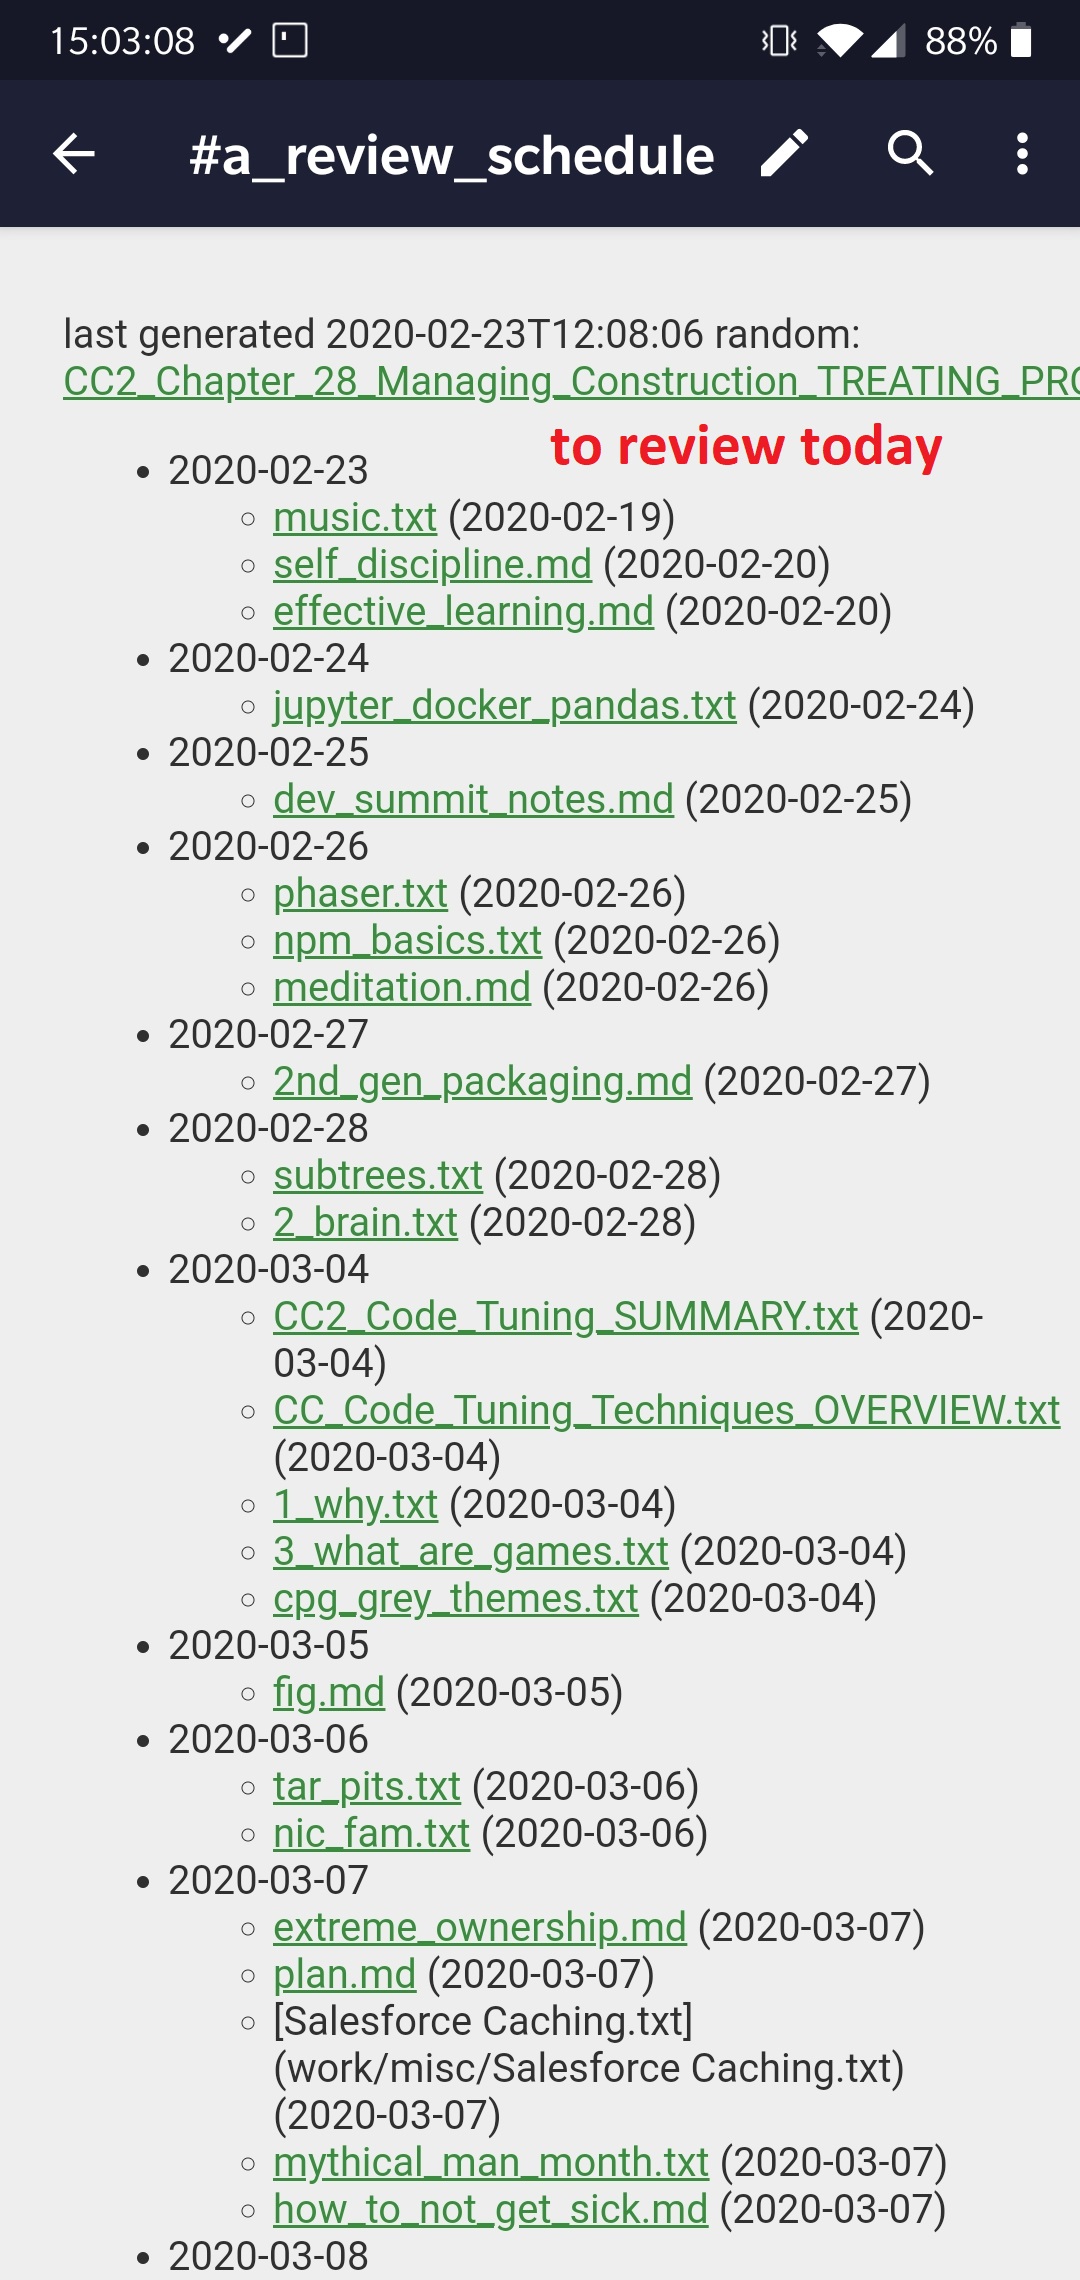 15:03:08
88%
#a_review_schedule
last generated 2020-02-23T12:08:06 random:
CC2_Chapter_28_Managing_Construction_TREATING_PRO
to review today
2020-02-23
music.txt (2020-02-19)
self_discipline.md (2020-02-20)
effective_learning.md (2020-02-20)
2020-02-24
jupyter_docker_pandas.txt (2020-02-24)
2020-02-25
dev_summit_notes.md (2020-02-25)
2020-02-26
phaser.txt (2020-02-26)
npm_basics.txt (2020-02-26)
meditation.md (2020-02-26)
2020-02-27
2nd_gen_packaging.md (2020-02-27)
2020-02-28
subtrees.txt (2020-02-28)
2_brain.txt (2020-02-28)
2020-03-04
CC2_Code_Tuning_SUMMARY.txt (2020-
03-04)
CC_Code_Tuning_Techniques_OVERVIEW.txt
(2020-03-04)
1_why.txt (2020-03-04)
3_what_are_games.txt (2020-03-04)
cpg_grey_themes.txt (2020-03-04)
2020-03-05
fig.md (2020-03-05)
2020-03-06
tar_pits.txt (2020-03-06)
nic_fam.txt (2020-03-06)
2020-03-07
extreme_ownership.md (2020-03-07)
plan.md (2020-03-07)
[Salesforce Caching.txt]
(work/misc/Salesforce Caching.txt)
(2020-03-07)
mythical_man_month.txt (2020-03-07)
how_to_not_get_sick.md (2020-03-07)
2020-03-08